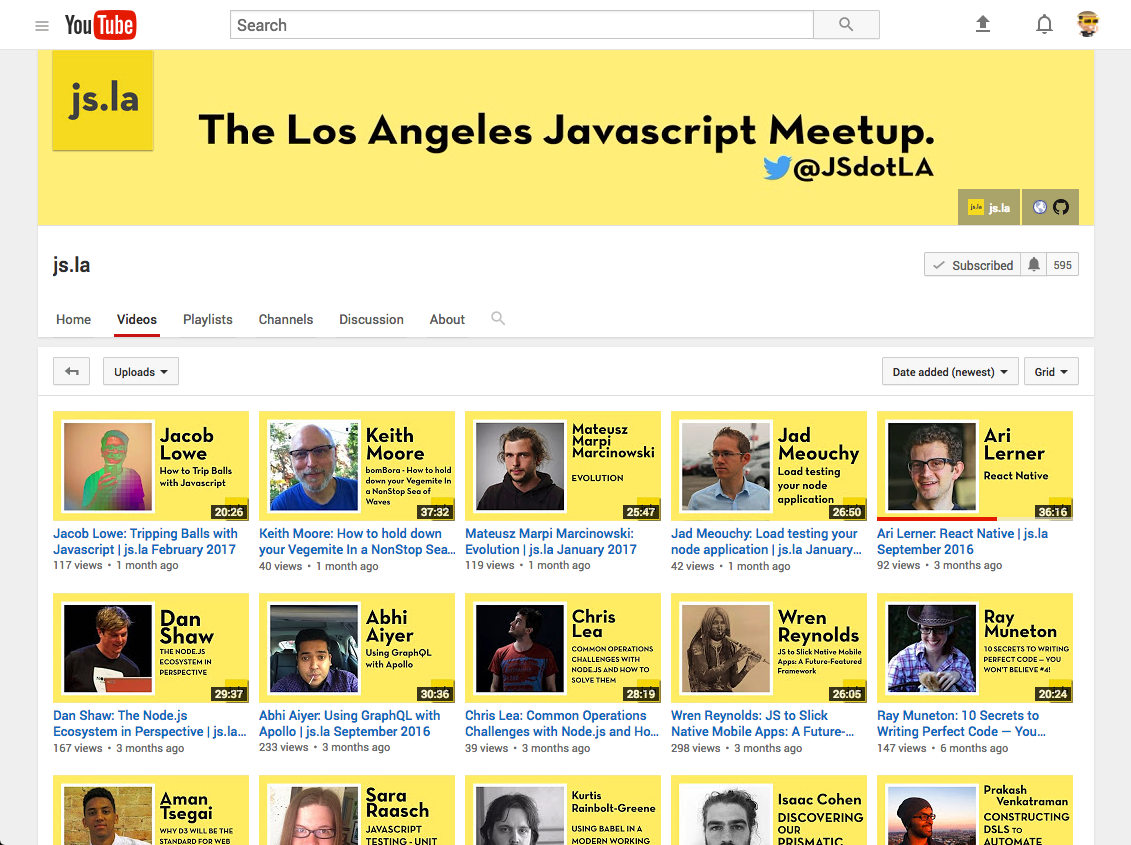 YouTube
Search
js.la
The Los Angeles Javascript Meetup.
@JSdotLA
js.la js.la
js.la
Subscribed 595
Home Videos Playlists Channels Discussion About
Uploads Date added (newest) Grid
Jacob
Lowe
How to Trip Balls
with Javascript
20:26
Jacob Lowe: Tripping Balls with
Javascript | js.la February 2017
117 views • 1 month ago
Keith
Moore
bomBora - How to hold
down your Vegemite In
a NonStop Sea of
Waves
37:32
Keith Moore: How to hold down
your Vegemite In a NonStop Sea...
40 views • 1 month ago
Mateusz
Marpi
Marcinowski
EVOLUTION
25:47
Mateusz Marpi Marcinowski:
Evolution | js.la January 2017
119 views • 1 month ago
Jad
Meouchy
Load testing
your node
application
26:50
Jad Meouchy: Load testing your
node application | js.la January...
42 views • 1 month ago
Ari
Lerner
React Native
36:16
Ari Lerner: React Native | js.la
September 2016
92 views • 3 months ago
Dan
Shaw
THE NODE.JS
ECOSYSTEM IN
PERSPECTIVE
29:37
Dan Shaw: The Node.js
Ecosystem in Perspective | js.la...
167 views • 3 months ago
Abhi
Aiyer
Using GraphQL
with Apollo
30:36
Abhi Aiyer: Using GraphQL with
Apollo | js.la September 2016
233 views • 3 months ago
Chris
Lea
COMMON OPERATIONS
CHALLENGES WITH
NODE.JS AND HOW TO
SOLVE THEM
28:19
Chris Lea: Common Operations
Challenges with Node.js and Ho...
39 views • 3 months ago
Wren
Reynolds
JS to Slick Native Mobile
Apps: A Future-Featured
Framework
26:05
Wren Reynolds: JS to Slick
Native Mobile Apps: A Future-...
298 views • 3 months ago
Ray
Muneton
10 SECRETS TO WRITING
PERFECT CODE — YOU
WON'T BELIEVE #4!
20:24
Ray Muneton: 10 Secrets to
Writing Perfect Code — You...
147 views • 6 months ago
Aman
Tsegai
WHY D3 WILL BE THE
STANDARD FOR WEB
Sara
Raasch
JAVASCRIPT
TESTING - UNIT
Kurtis
Rainbolt-Greene
USING BABEL IN A
MODERN WORKING
Isaac Cohen
DISCOVERING
OUR
PRISMATIC
Prakash
Venkatraman
CONSTRUCTING
DSLS TO
AUTOMATE